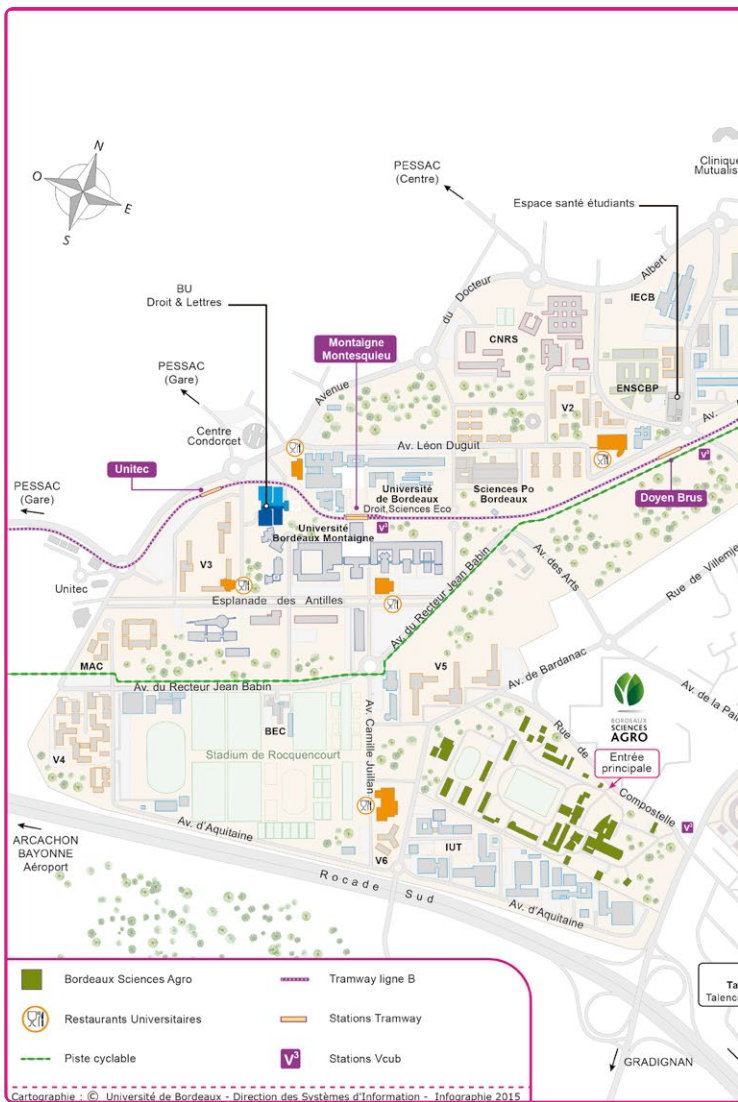 N
O
E
S
PESSAC
(Centre)
Clinique
Mutualis
Espace santé étudiants
BU
Droit & Lettres
Albert
IECB
du Docteur
CNRS
Montaigne
Montesquieu
PESSAC
(Gare)
Avenue
ENSCBP
V2
Av.
Centre
Condorcet
Av. Léon Duguit
V³
Unitec
Université
de Bordeaux
Droit,Sciences Eco
Sciences Po
Bordeaux
Doyen Brus
PESSAC
(Gare)
V³
Université
Bordeaux Montaigne
V3
Unitec
Esplanade des Antilles
Av. du Recteur Jean Babin
Av. des Arts
Rue de Villemje
MAC
V5
Av. de Bardanac
Av. du Recteur Jean Babin
Av. de la Pail
BORDEAUX
SCIENCES
AGRO
BEC
Av. Camille Juillan
Rue de Compostelle
Stadium de Rocquencourt
Entrée
principale
V4
V³
Av. d'Aquitaine
ARCACHON
BAYONNE
Aéroport
IUT
V6
Rocade Sud
Av. d'Aquitaine
Bordeaux Sciences Agro
Tramway ligne B
Ta
Talence
Restaurants Universitaires
Stations Tramway
Piste cyclable
V³
Stations Vcub
GRADIGNAN
Cartographie : © Université de Bordeaux - Direction des Systèmes d'Information - Infographie 2015